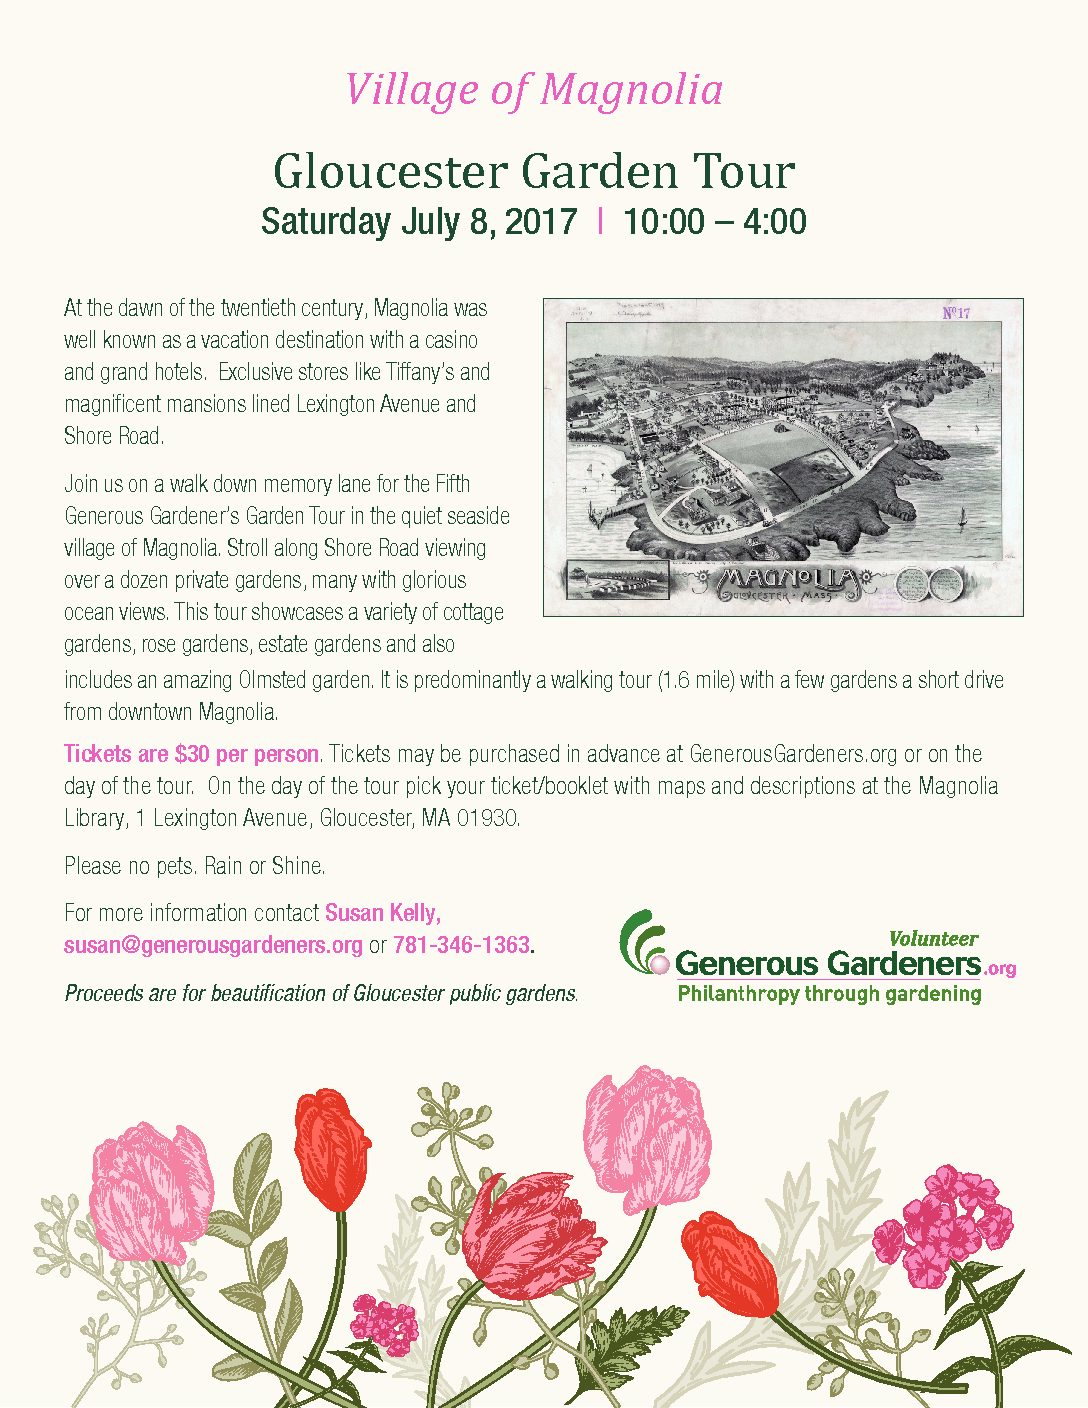 Village of Magnolia
Gloucester Garden Tour
Saturday July 8, 2017 | 10:00 – 4:00
At the dawn of the twentieth century, Magnolia was
well known as a vacation destination with a casino
and grand hotels.  Exclusive stores like Tiffany's and
magnificent mansions lined Lexington Avenue and
Shore Road.
Join us on a walk down memory lane for the Fifth
Generous Gardener's Garden Tour in the quiet seaside
village of Magnolia. Stroll along Shore Road viewing
over a dozen private gardens, many with glorious
ocean views. This tour showcases a variety of cottage
gardens, rose gardens, estate gardens and also
includes an amazing Olmsted garden. It is predominantly a walking tour (1.6 mile) with a few gardens a short drive
from downtown Magnolia.
Nº 17
MAGNOLIA
GLOUCESTER · MASS
Tickets are $30 per person. Tickets may be purchased in advance at GenerousGardeners.org or on the
day of the tour.  On the day of the tour pick your ticket/booklet with maps and descriptions at the Magnolia
Library, 1 Lexington Avenue, Gloucester, MA 01930.
Please no pets. Rain or Shine.
For more information contact Susan Kelly,
susan@generousgardeners.org or 781-346-1363.
Proceeds are for beautification of Gloucester public gardens.
Volunteer
Generous Gardeners.org
Philanthropy through gardening